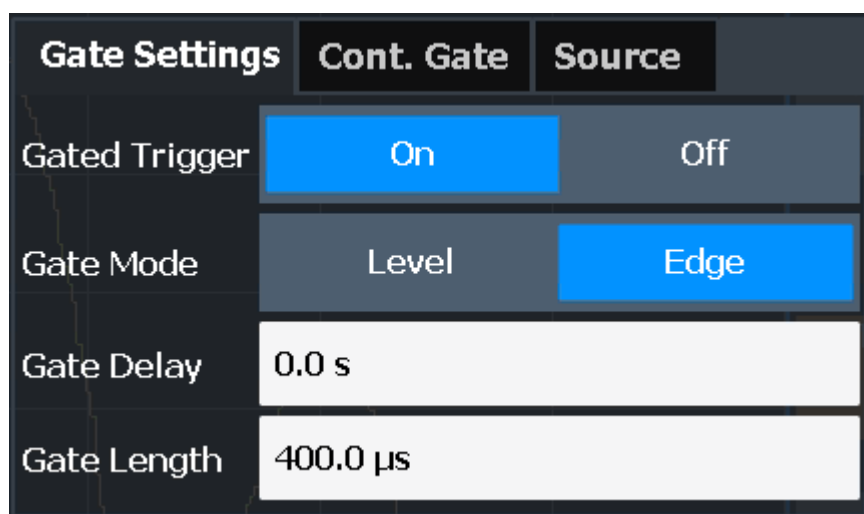 Gate Settings Cont. Gate Source
Gated Trigger On Off
Gate Mode Level Edge
Gate Delay 0.0 s
Gate Length 400.0 µs